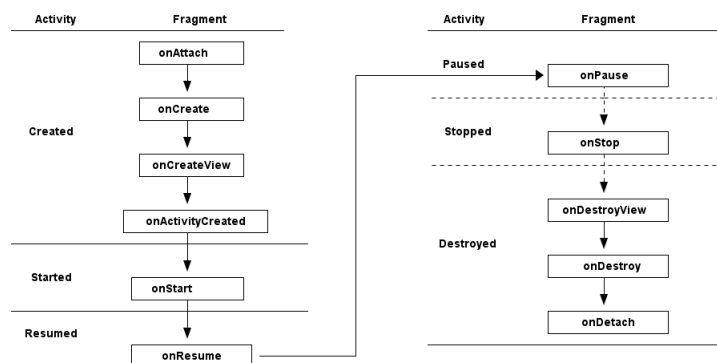 Activity Fragment
onAttach
onCreate
Created
onCreateView
onActivityCreated
Started
onStart
Resumed
onResume
Activity Fragment
Paused
onPause
Stopped
onStop
onDestroyView
Destroyed
onDestroy
onDetach